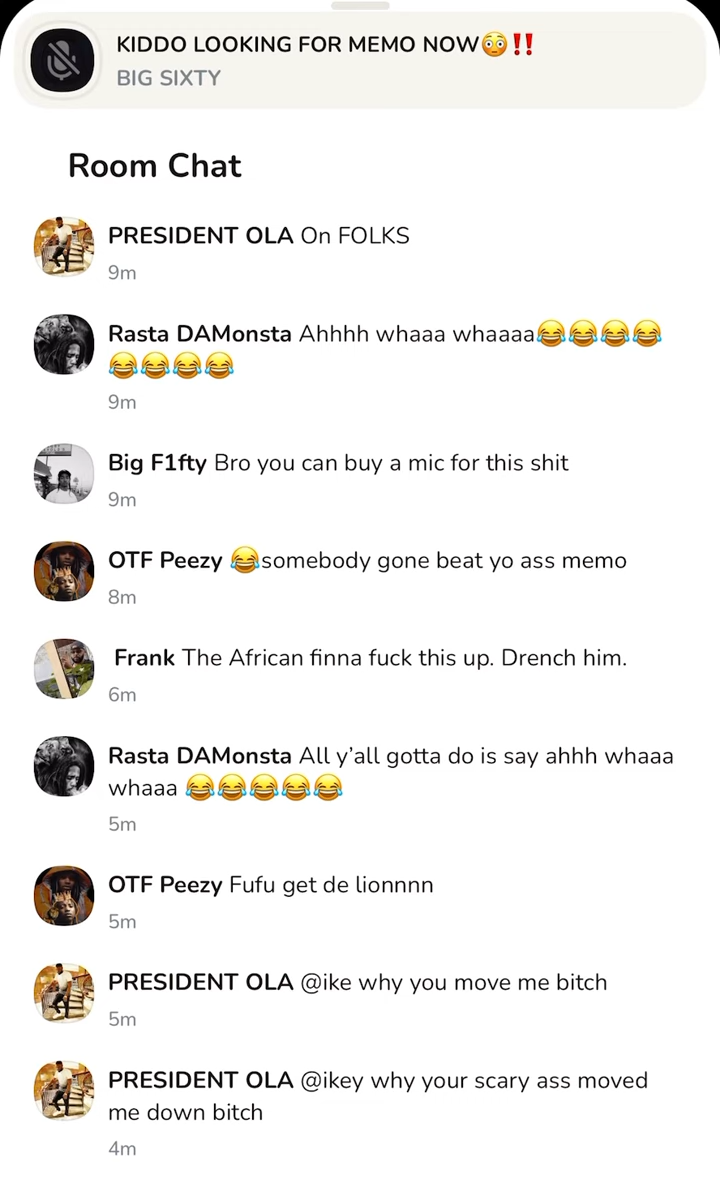 KIDDO LOOKING FOR MEMO NOW😳‼️
BIG SIXTY
Room Chat
PRESIDENT OLA On FOLKS
9m
Rasta DAMonsta Ahhhh whaaa whaaaa😂😂😂😂
😂😂😂😂
9m
Big F1fty Bro you can buy a mic for this shit
9m
OTF Peezy 😂somebody gone beat yo ass memo
8m
Frank The African finna fuck this up. Drench him.
6m
Rasta DAMonsta All y’all gotta do is say ahhh whaaa
whaaa 😂😂😂😂😂
5m
OTF Peezy Fufu get de lionnnn
5m
PRESIDENT OLA @ike why you move me bitch
5m
PRESIDENT OLA @ikey why your scary ass moved
me down bitch
4m